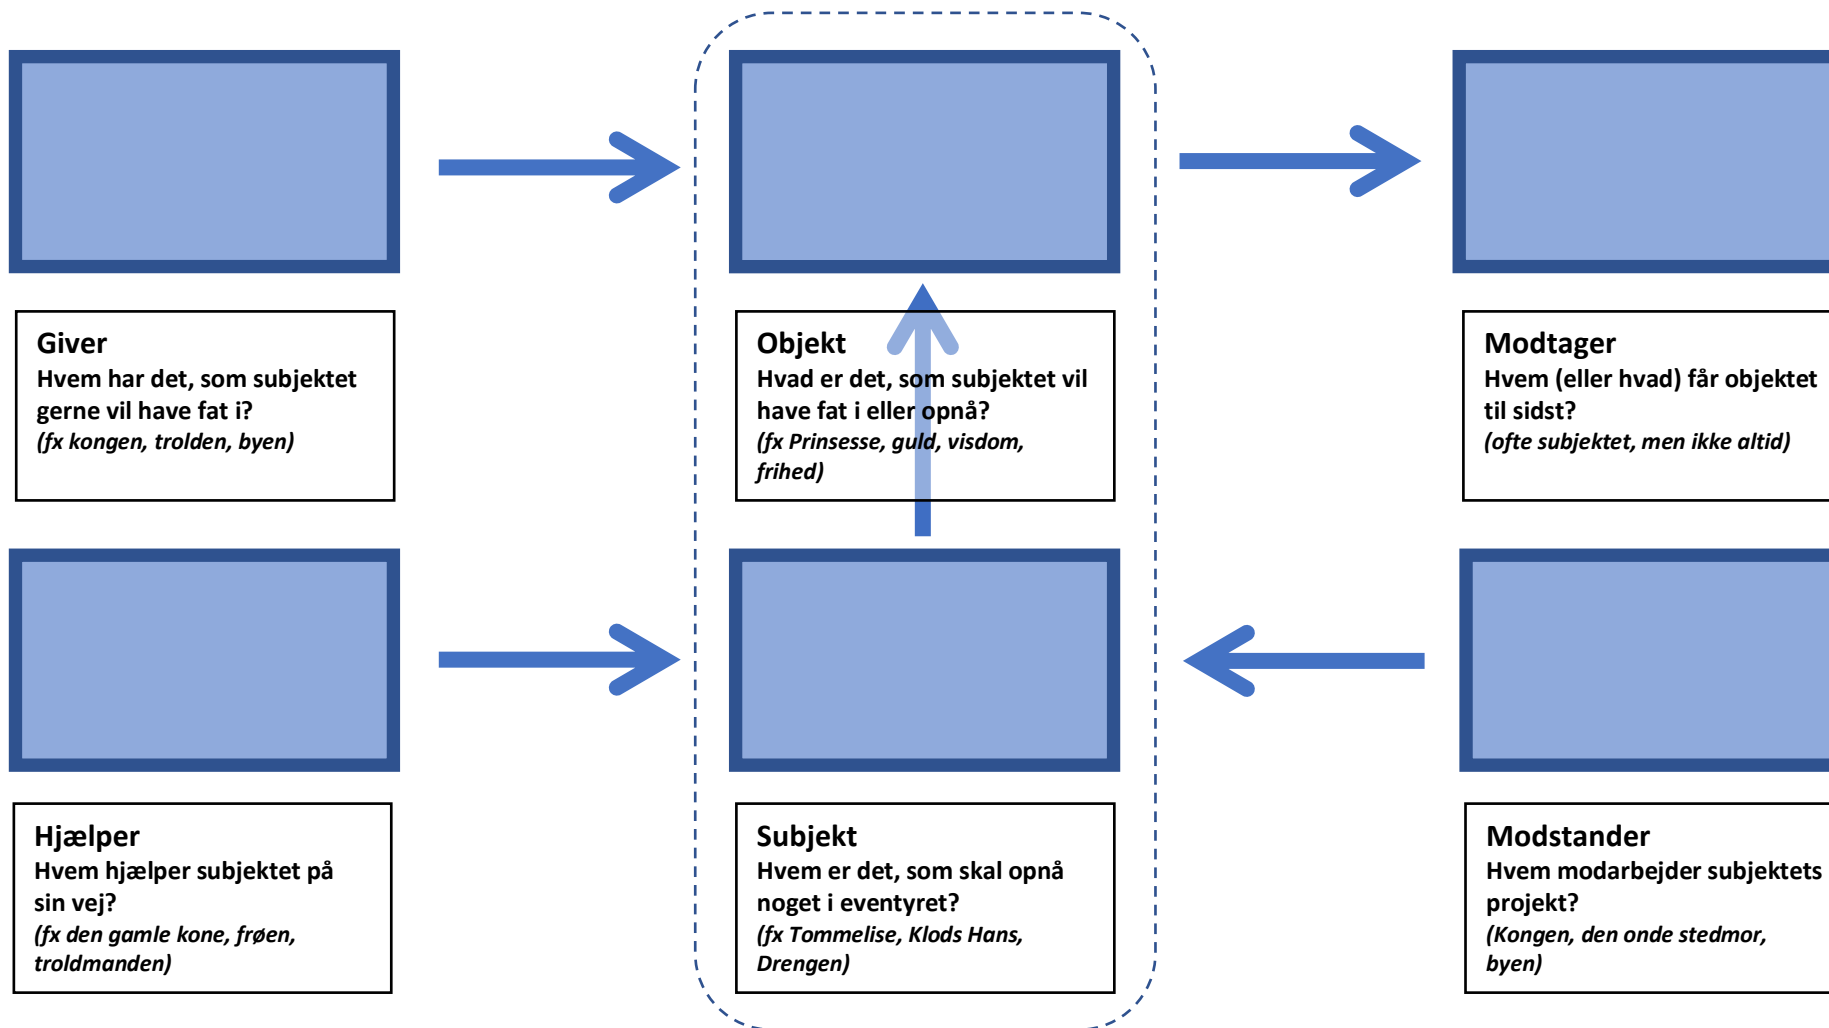 Giver
Hvem har det, som subjektet
gerne vil have fat i?
(fx kongen, trolden, byen)
Objekt
Hvad er det, som subjektet vil
have fat i eller opnå?
(fx Prinsesse, guld, visdom,
frihed)
Modtager
Hvem (eller hvad) får objektet
til sidst?
(ofte subjektet, men ikke altid)
Hjælper
Hvem hjælper subjektet på
sin vej?
(fx den gamle kone, frøen,
troldmanden)
Subjekt
Hvem er det, som skal opnå
noget i eventyret?
(fx Tommelise, Klods Hans,
Drengen)
Modstander
Hvem modarbejder subjektets
projekt?
(Kongen, den onde stedmor,
byen)